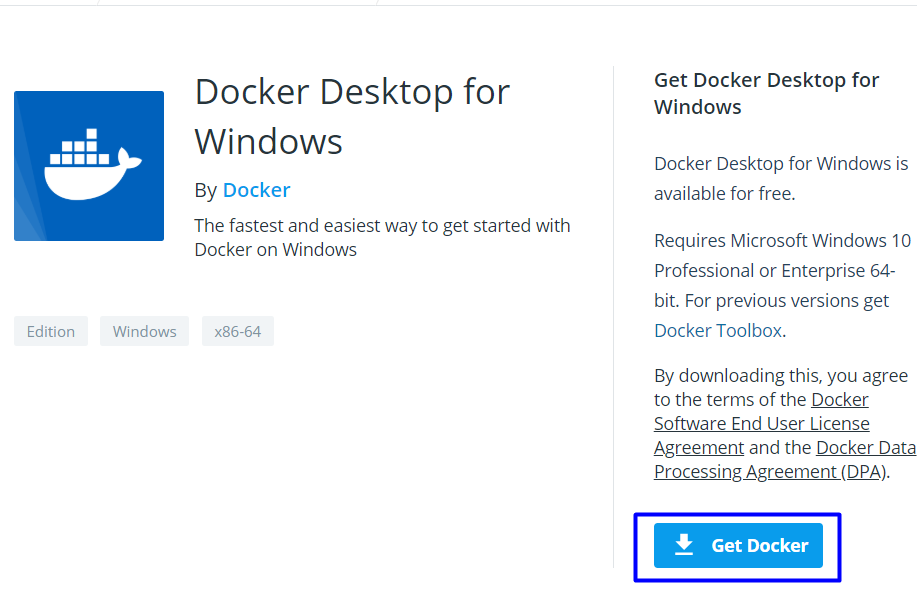 Docker Desktop for
Windows
By Docker
The fastest and easiest way to get started with
Docker on Windows
Edition
Windows
x86-64
Get Docker Desktop for
Windows
Docker Desktop for Windows is
available for free.
Requires Microsoft Windows 10
Professional or Enterprise 64-
bit. For previous versions get
Docker Toolbox.
By downloading this, you agree
to the terms of the Docker
Software End User License
Agreement and the Docker Data
Processing Agreement (DPA).
Get Docker